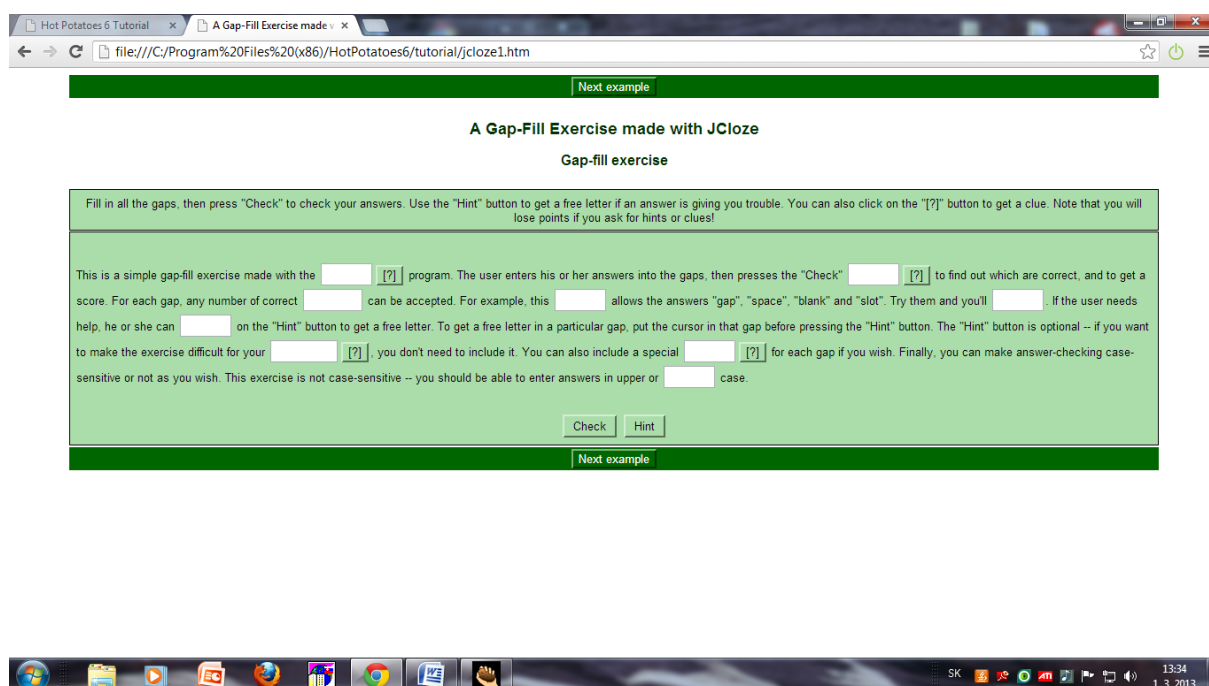 Hot Potatoes 6 Tutorial × A Gap-Fill Exercise made v ×
file:///C:/Program%20Files%20(x86)/HotPotatoes6/tutorial/jcloze1.htm
Next example
A Gap-Fill Exercise made with JCloze
Gap-fill exercise
Fill in all the gaps, then press "Check" to check your answers. Use the "Hint" button to get a free letter if an answer is giving you trouble. You can also click on the "[?]" button to get a clue. Note that you will
lose points if you ask for hints or clues!
This is a simple gap-fill exercise made with the [?] program. The user enters his or her answers into the gaps, then presses the "Check" [?] to find out which are correct, and to get a
score. For each gap, any number of correct can be accepted. For example, this allows the answers "gap", "space", "blank" and "slot". Try them and you'll . If the user needs
help, he or she can on the "Hint" button to get a free letter. To get a free letter in a particular gap, put the cursor in that gap before pressing the "Hint" button. The "Hint" button is optional -- if you want
to make the exercise difficult for your [?] , you don't need to include it. You can also include a special [?] for each gap if you wish. Finally, you can make answer-checking case-
sensitive or not as you wish. This exercise is not case-sensitive -- you should be able to enter answers in upper or case.
Check Hint
Next example
SK 13:34
1. 3. 2013